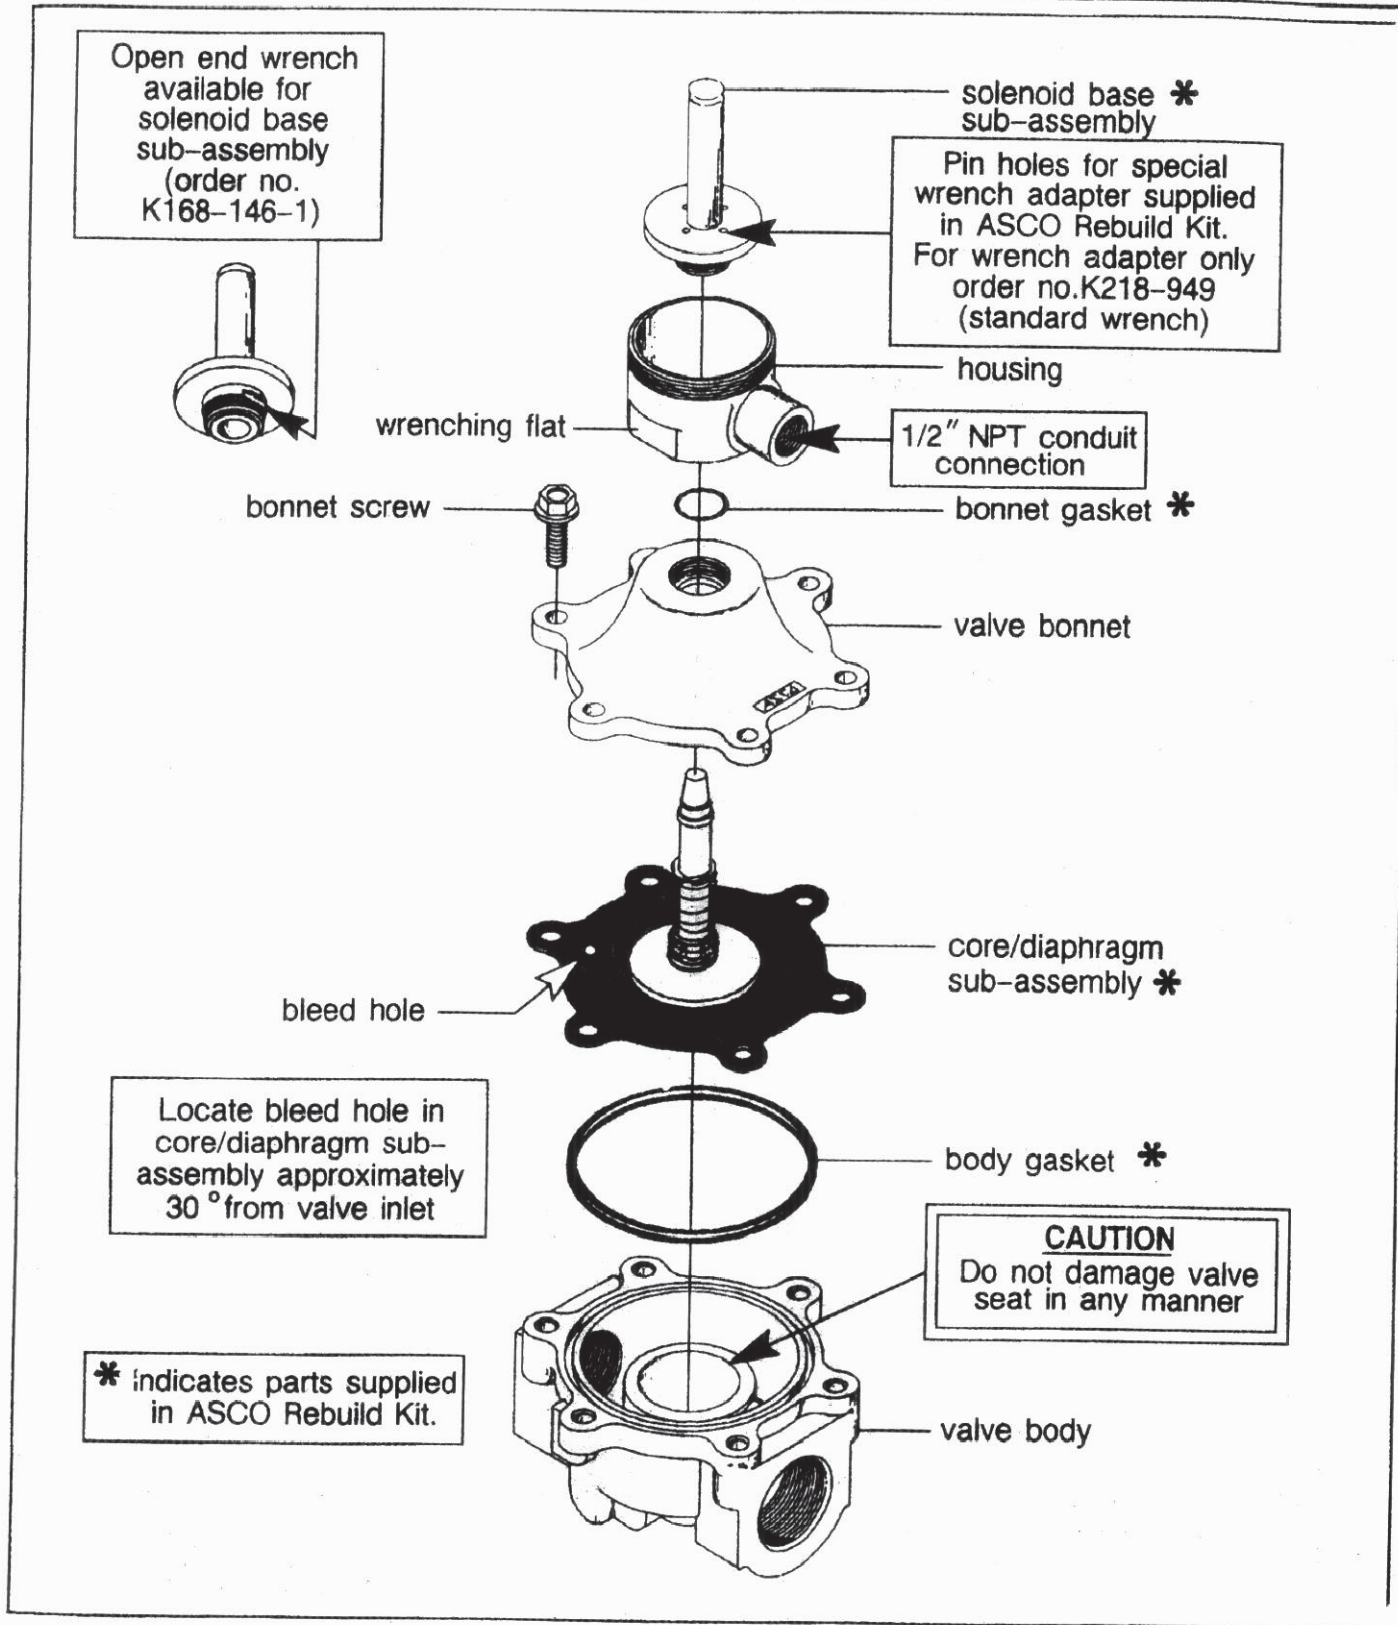 Open end wrench
available for
solenoid base
sub-assembly
(order no.
K168-146-1)
solenoid base *
sub-assembly
Pin holes for special
wrench adapter supplied
in ASCO Rebuild Kit.
For wrench adapter only
order no.K218-949
(standard wrench)
housing
wrenching flat
1/2" NPT conduit
connection
bonnet screw
bonnet gasket *
valve bonnet
core/diaphragm
sub-assembly *
bleed hole
Locate bleed hole in
core/diaphragm sub-
assembly approximately
30° from valve inlet
body gasket *
CAUTION
Do not damage valve
seat in any manner
* indicates parts supplied
in ASCO Rebuild Kit.
valve body